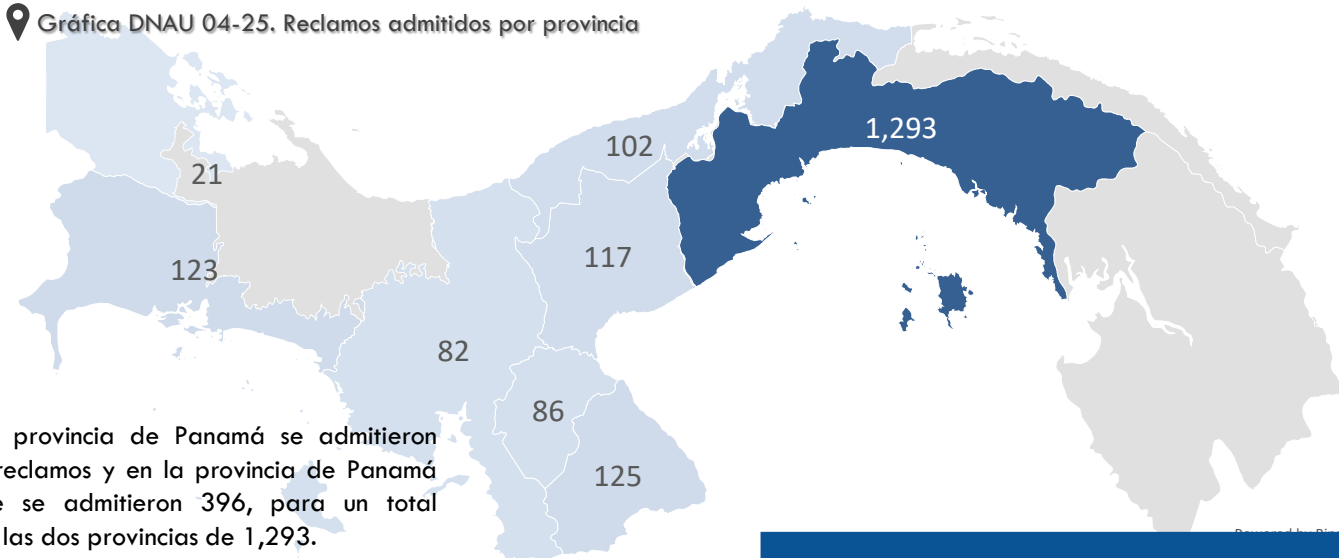 Gráfica DNAU 04-25. Reclamos admitidos por provincia
1,293
102
21
117
123
82
86
125
provincia de Panamá se admitieron
reclamos y en la provincia de Panamá
se admitieron 396, para un total
las dos provincias de 1,293.